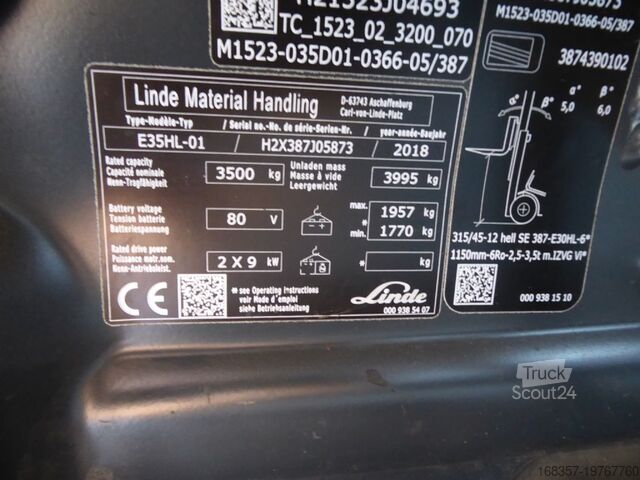 TC_1523_02_3200_070
M1523-035D01-0366-05/387
Linde Material Handling
D-63743 Aschaffenburg
Carl-von-Linde-Platz
Type-Modèle-Typ / Serial no.-No. de série-Serien-Nr. / year-année-Baujahr
E35HL-01 / H2X387J05873 / 2018
Rated capacity
Capacité nominale
Nenn-Tragfähigkeit
3500 kg
Unladen mass
Masse à vide
Leergewicht
3995 kg
Battery voltage
Tension batterie
Batteriespannung
80 V
max. 1957 kg
*
min. 1770 kg
Rated drive power
Puissance motr.nom.
Nenn-Antriebsleist.
2 X 9 kW
* kg
CE
* see Operating Instructions
voir Mode d'emploi
siehe Betriebsanleitung
Linde
000 938 54 07
M1523-035D01-0366-05/387
3874390102
α° β°
5,0 6,0
α° β°
315/45-12 hell SE 387-E30HL-6*
1150mm-6Ro-2,5-3,5t m.IZVG VI*
000 938 15 10
Truck
Scout24
168357-19767760